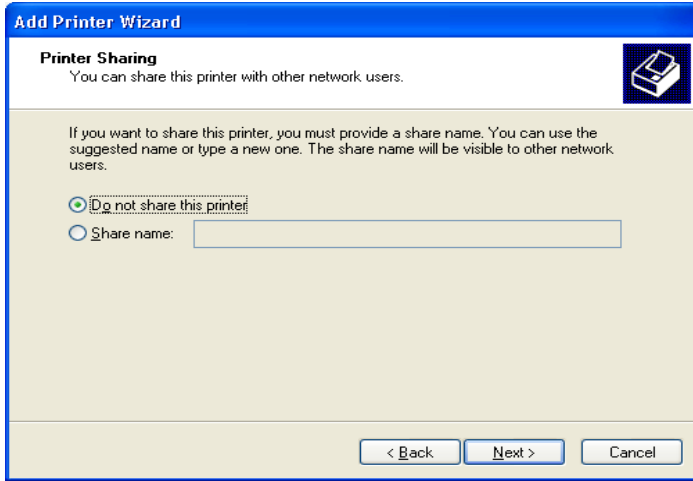 Add Printer Wizard
Printer Sharing
You can share this printer with other network users.
If you want to share this printer, you must provide a share name. You can use the
suggested name or type a new one. The share name will be visible to other network
users.
Do not share this printer
Share name:
< Back
Next >
Cancel